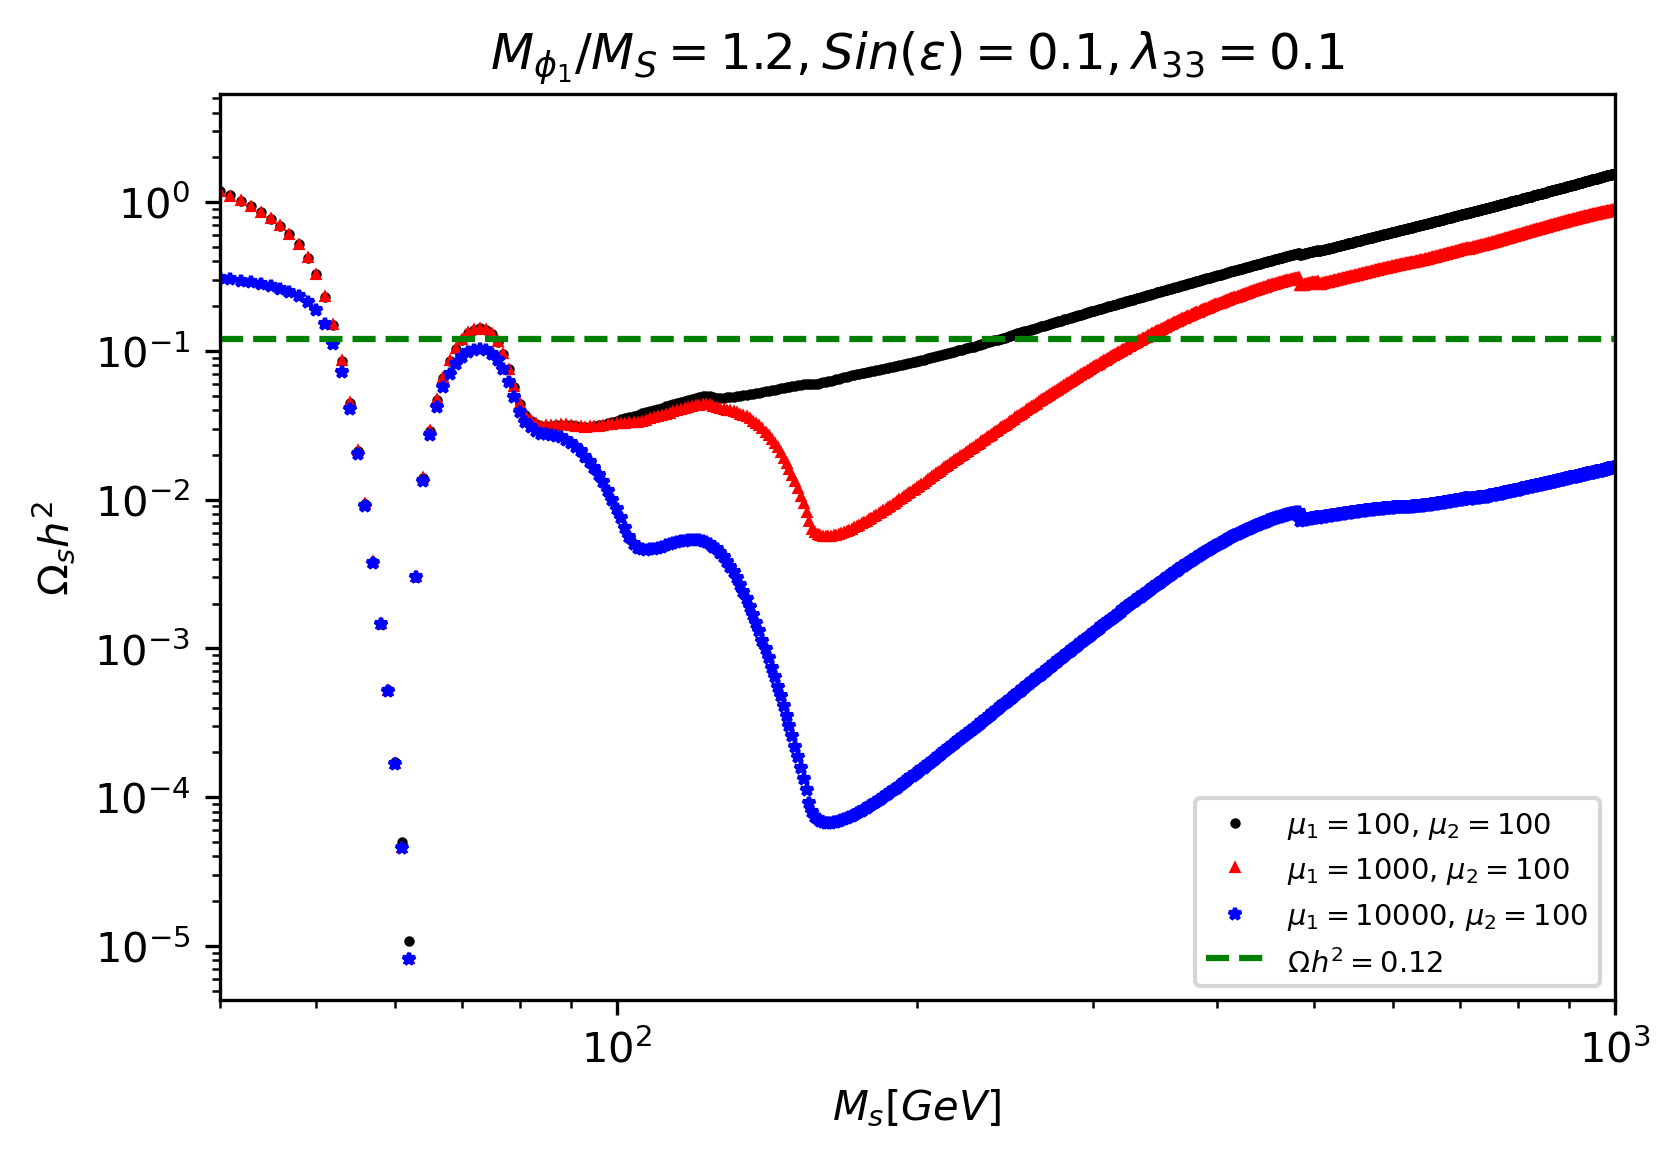 M_{ϕ_1}/M_S = 1.2, Sin(ε) = 0.1, λ_{33} = 0.1
Ω_s h^2
10^0
10^{-1}
10^{-2}
10^{-3}
10^{-4}
10^{-5}
μ_1 = 100, μ_2 = 100
μ_1 = 1000, μ_2 = 100
μ_1 = 10000, μ_2 = 100
Ωh^2 = 0.12
10^2
10^3
M_s[GeV]